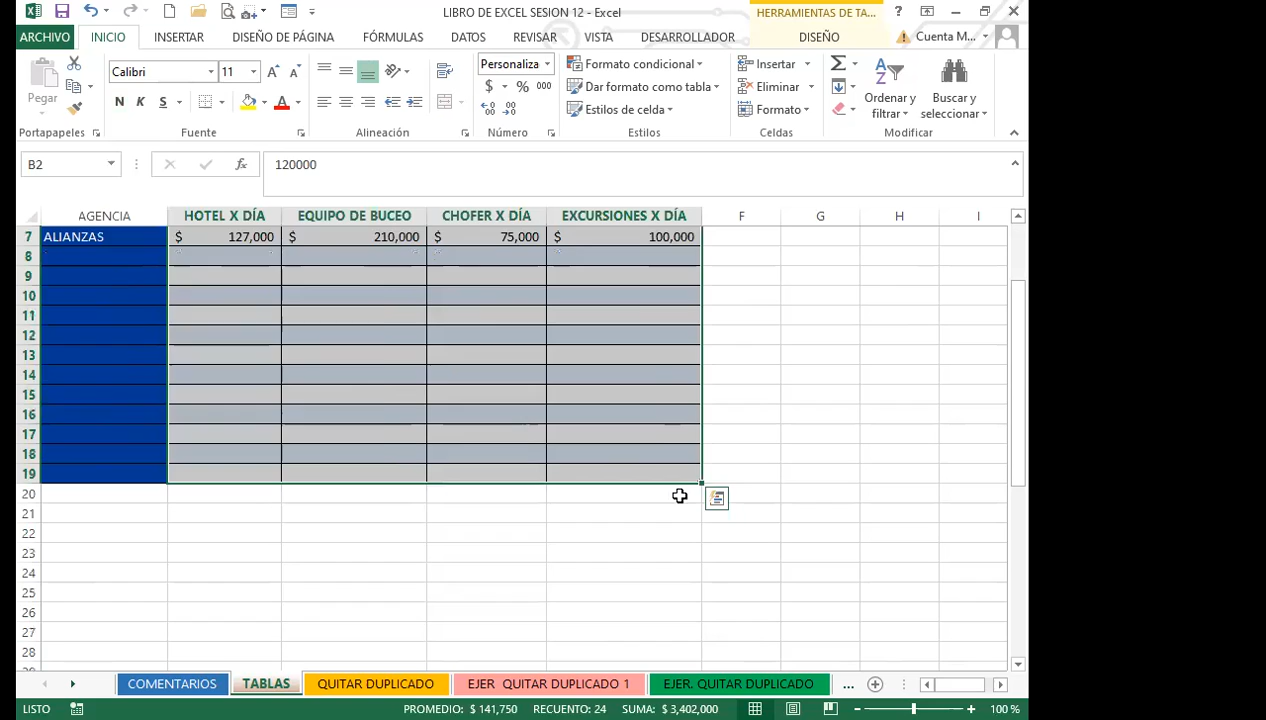 LIBRO DE EXCEL SESION 12 - Excel
HERRAMIENTAS DE TA...
ARCHIVO INICIO INSERTAR DISEÑO DE PÁGINA FÓRMULAS DATOS REVISAR VISTA DESARROLLADOR DISEÑO Cuenta M...
Pegar
Calibri 11
N K S
Personaliza
$ % 000
Formato condicional
Dar formato como tabla
Estilos de celda
Insertar
Eliminar
Formato
Ordenar y filtrar
Buscar y seleccionar
Portapapeles Fuente Alineación Número Estilos Celdas Modificar
B2 fx 120000
AGENCIA HOTEL X DÍA EQUIPO DE BUCEO CHOFER X DÍA EXCURSIONES X DÍA F G H I
7 ALIANZAS $ 127,000 $ 210,000 $ 75,000 $ 100,000
8
9
10
11
12
13
14
15
16
17
18
19
20
21
22
23
24
25
26
27
28
COMENTARIOS TABLAS QUITAR DUPLICADO EJER QUITAR DUPLICADO 1 EJER. QUITAR DUPLICADO ...
LISTO PROMEDIO: $ 141,750 RECUENTO: 24 SUMA: $ 3,402,000 100 %